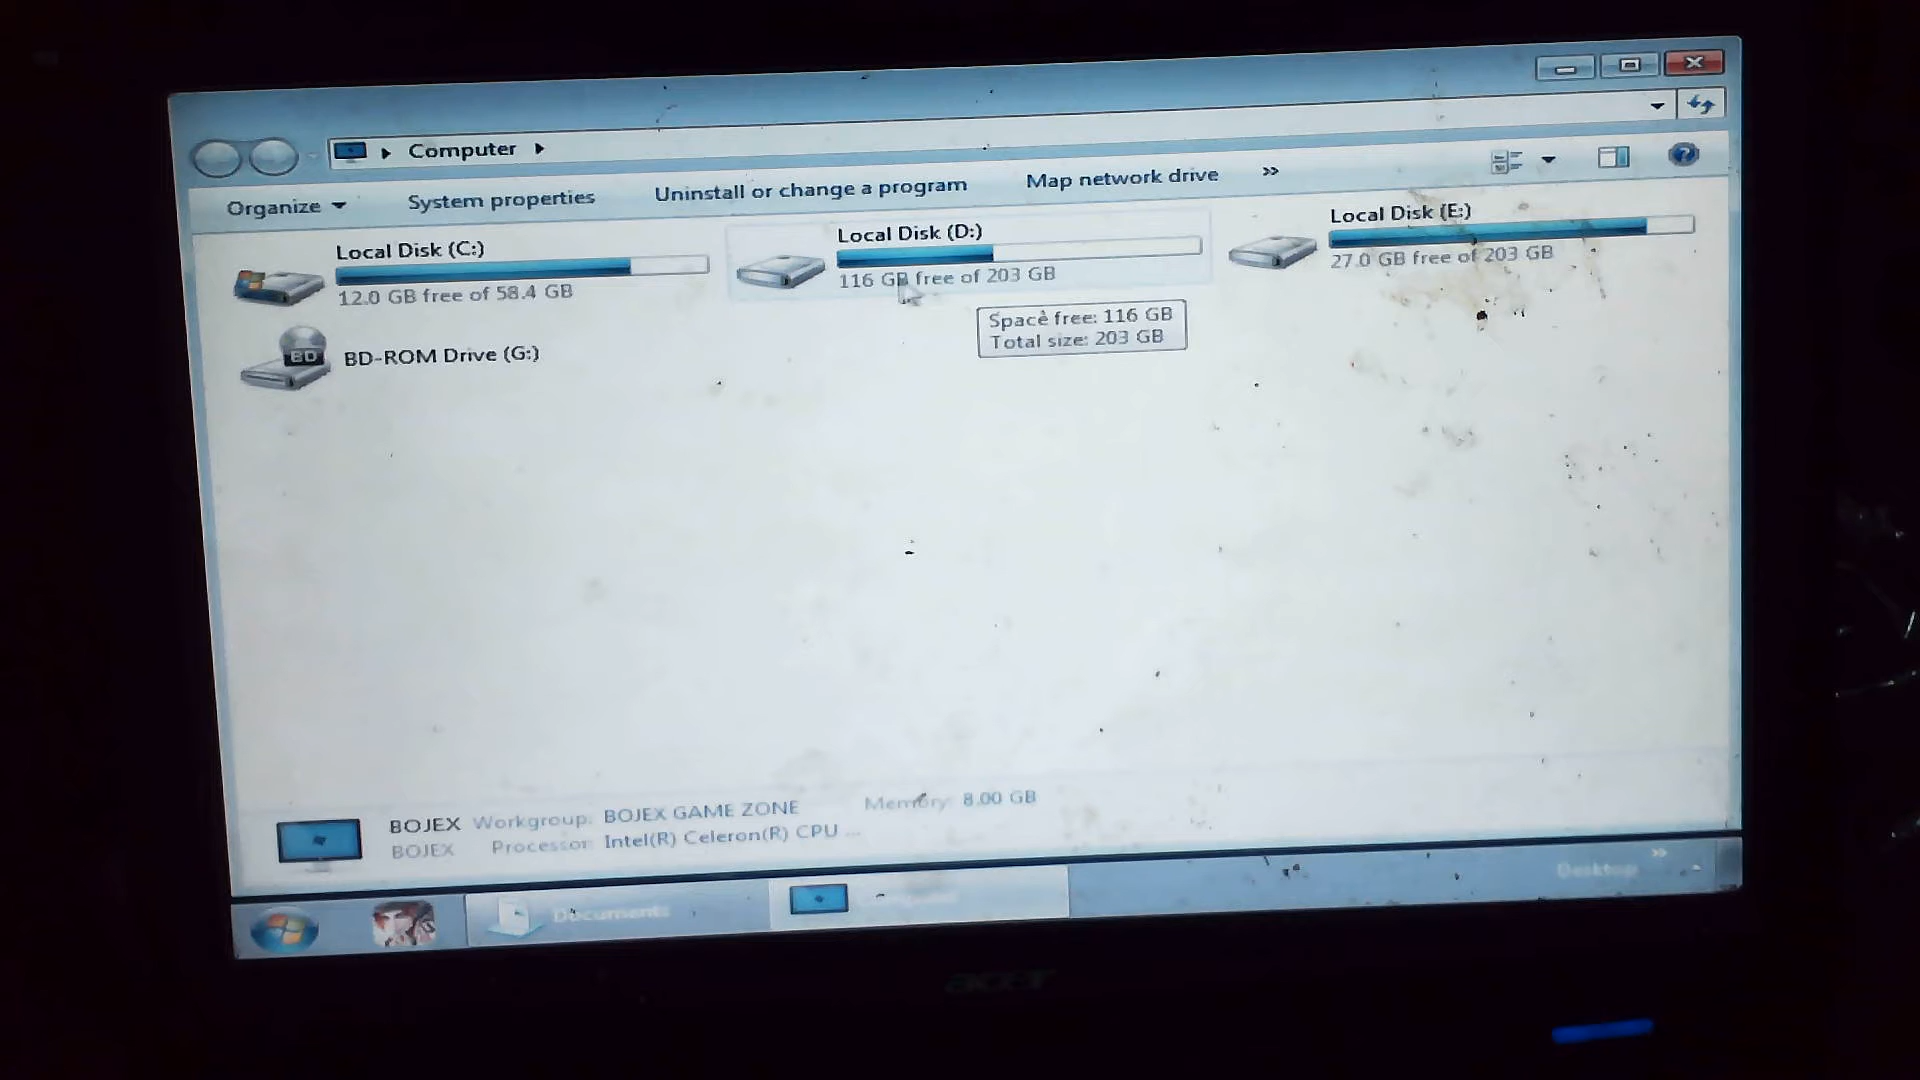 Computer
Organize
System properties
Uninstall or change a program
Map network drive
»
Local Disk (C:)
12.0 GB free of 58.4 GB
Local Disk (D:)
116 GB free of 203 GB
Local Disk (E:)
27.0 GB free of 203 GB
Space free: 116 GB
Total size: 203 GB
BD
BD-ROM Drive (G:)
BOJEX Workgroup: BOJEX GAME ZONE Memory: 8.00 GB
BOJEX Processor: Intel(R) Celeron(R) CPU ...
Documents
Desktop »
acer